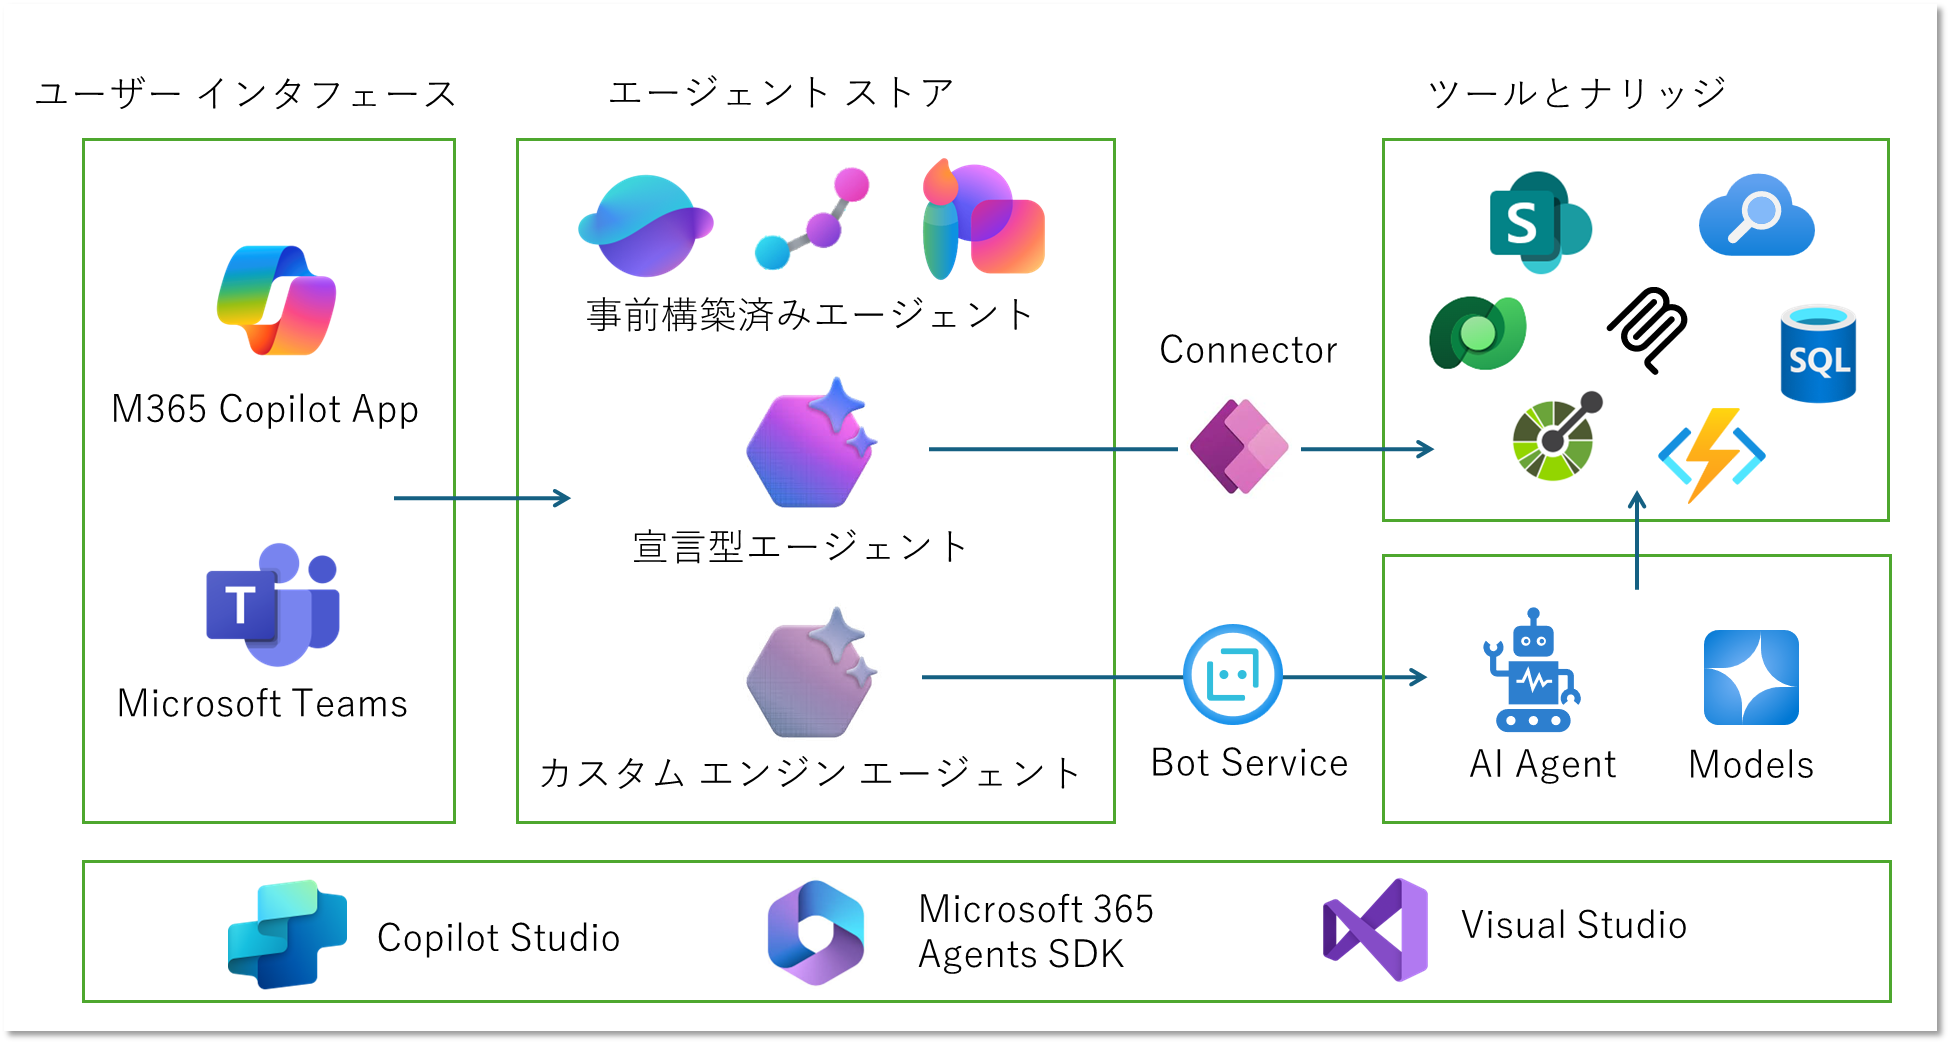 ユーザー インタフェース
エージェント ストア
ツールとナリッジ
M365 Copilot App
T
Microsoft Teams
事前構築済みエージェント
宣言型エージェント
カスタム エンジン エージェント
Connector
Bot Service
S
SQL
AI Agent
Models
Copilot Studio
Microsoft 365
Agents SDK
Visual Studio